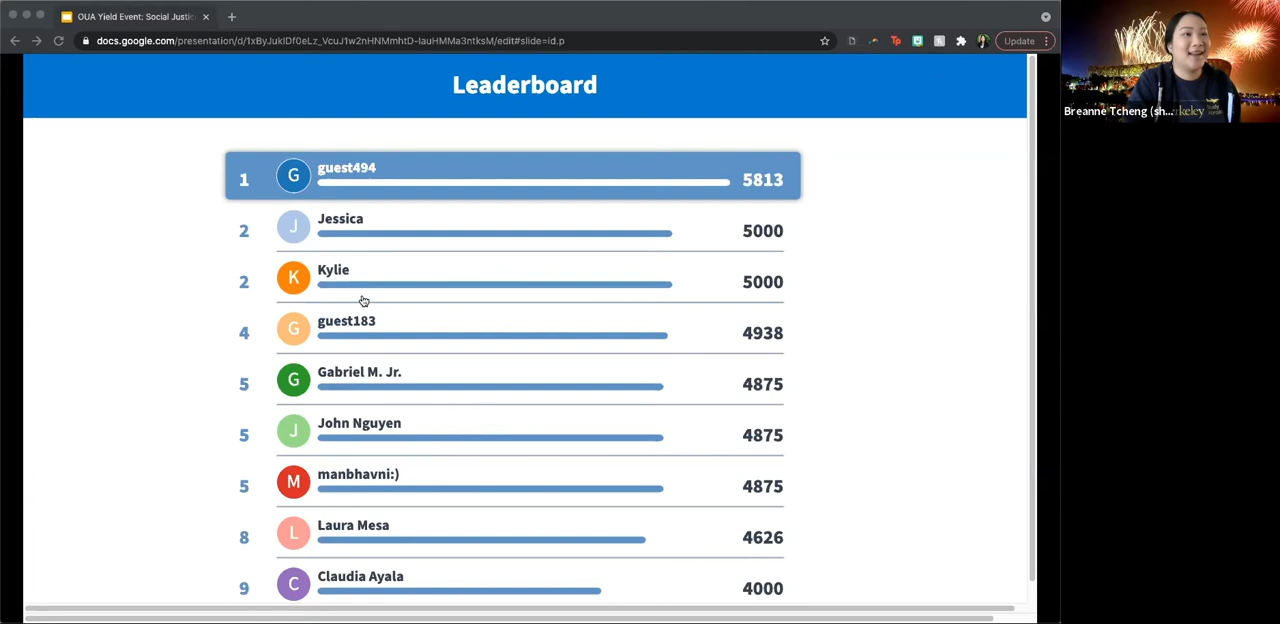 OUA Yield Event: Social Justic
docs.google.com/presentation/d/1xByJukIDf0eLz_VcuJ1w2nHNMmhtD-IauHMMa3ntksM/edit#slide=id.p
Update
Leaderboard
1 G guest494 5813
2 J Jessica 5000
2 K Kylie 5000
4 G guest183 4938
5 G Gabriel M. Jr. 4875
5 J John Nguyen 4875
5 M manbhavni:) 4875
8 L Laura Mesa 4626
9 C Claudia Ayala 4000
Breanne Tcheng (sh...
rkeley